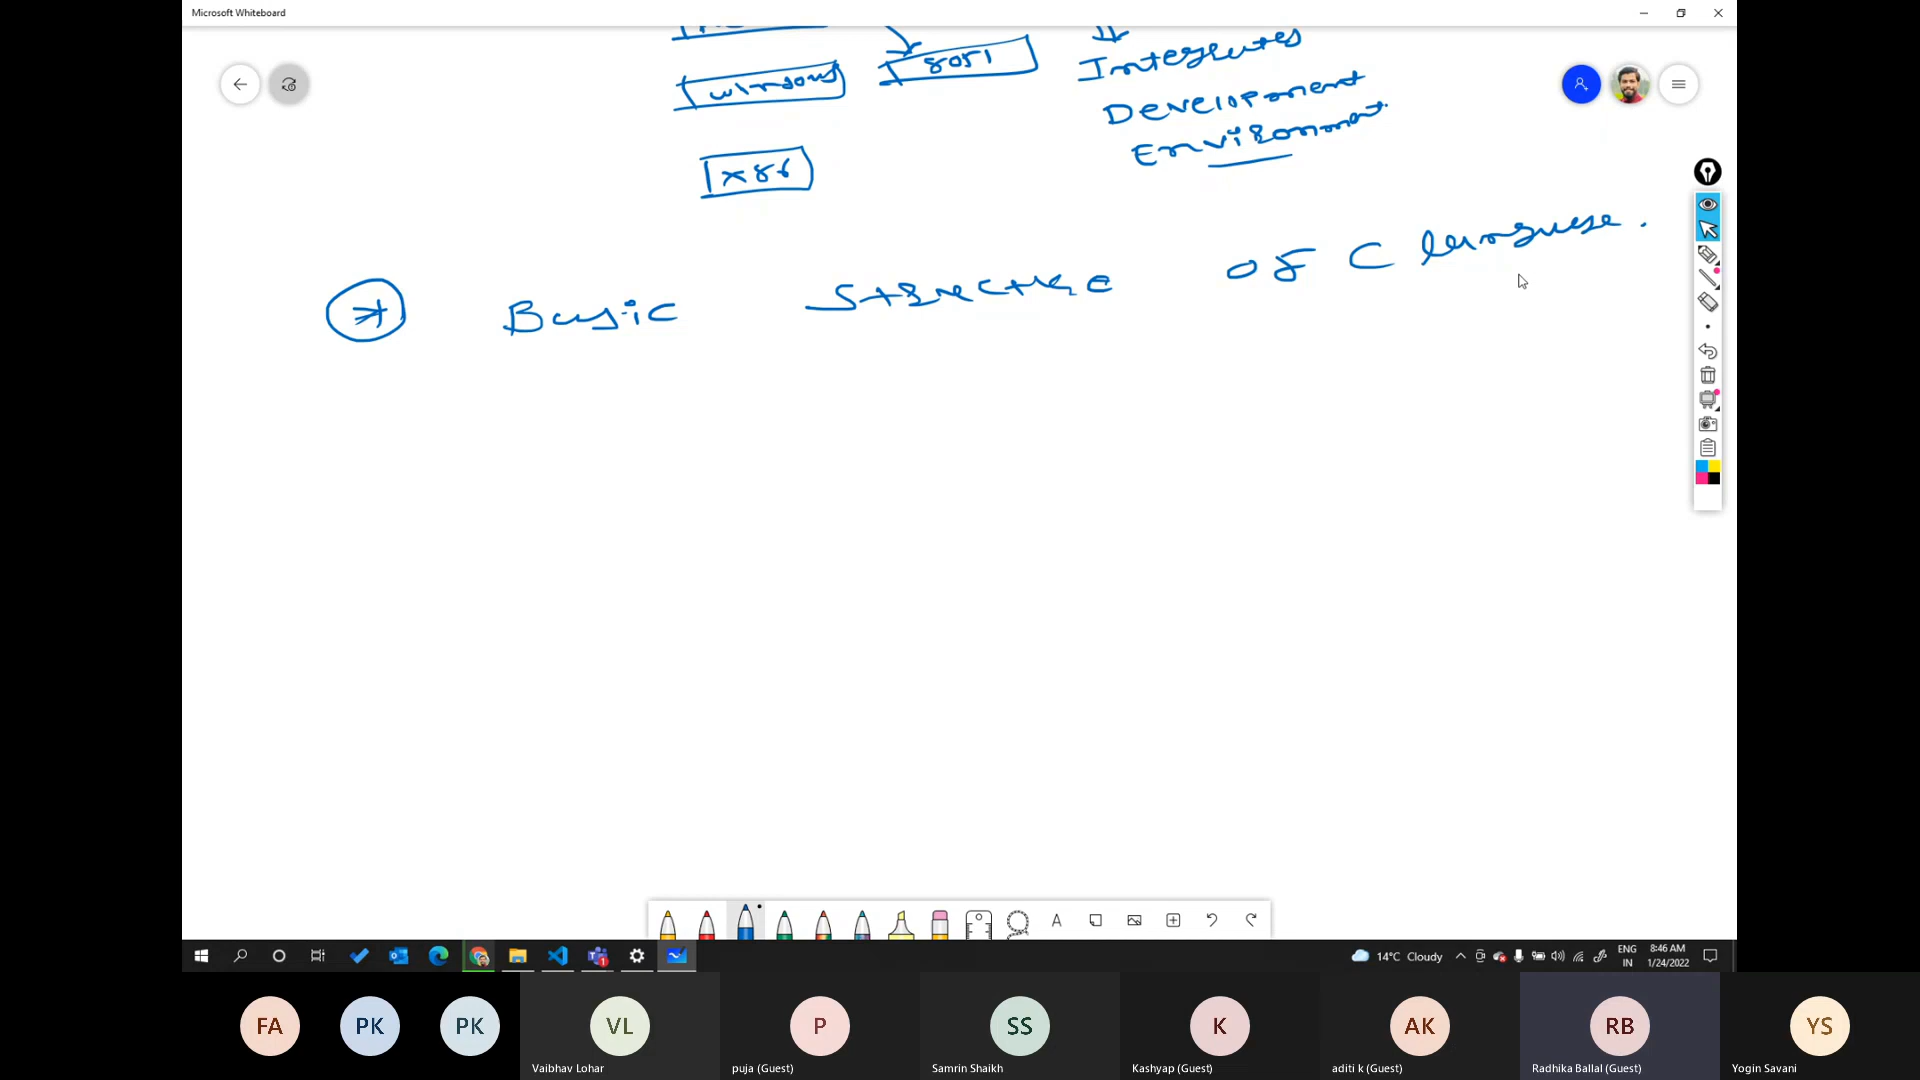 Microsoft Whiteboard
windows
8051
Integrates
Development
Environment.
x86
* Basic Structure of C language.
A
14°C Cloudy
ENG
IN
8:46 AM
1/24/2022
FA
PK
PK
VL
P
SS
K
AK
RB
YS
Vaibhav Lohar
puja (Guest)
Samrin Shaikh
Kashyap (Guest)
aditi k (Guest)
Radhika Ballal (Guest)
Yogin Savani